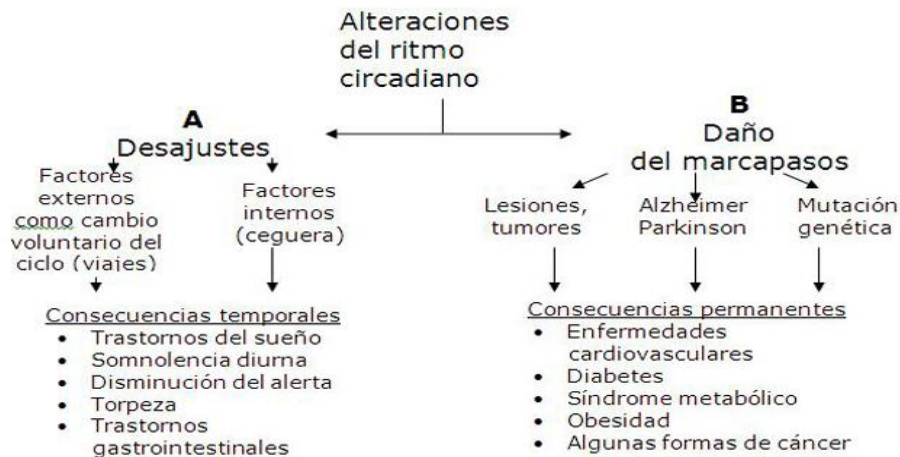 Alteraciones
del ritmo
circadiano
A
Desajustes
Factores
externos
como cambio
voluntario del
ciclo (viajes)
Factores
internos
(ceguera)
Consecuencias temporales
• Trastornos del sueño
• Somnolencia diurna
• Disminución del alerta
• Torpeza
• Trastornos
gastrointestinales
B
Daño
del marcapasos
Lesiones,
tumores
Alzheimer
Parkinson
Mutación
genética
Consecuencias permanentes
• Enfermedades
cardiovasculares
• Diabetes
• Síndrome metabólico
• Obesidad
• Algunas formas de cáncer